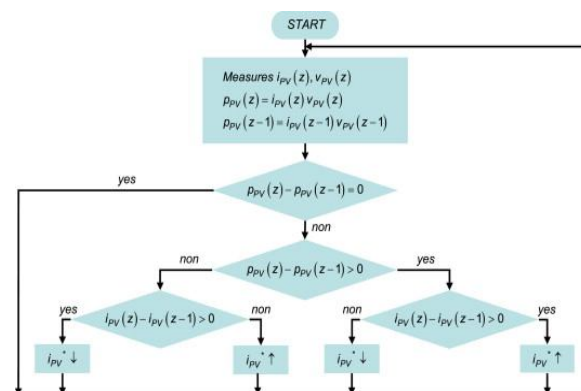 START
Measures i_PV(z), v_PV(z)
p_PV(z) = i_PV(z) v_PV(z)
p_PV(z−1) = i_PV(z−1) v_PV(z−1)
yes
p_PV(z) − p_PV(z−1) = 0
non
non
p_PV(z) − p_PV(z−1) > 0
yes
yes
i_PV(z) − i_PV(z−1) > 0
non
non
i_PV(z) − i_PV(z−1) > 0
yes
i_PV* ↓
i_PV* ↑
i_PV* ↓
i_PV* ↑